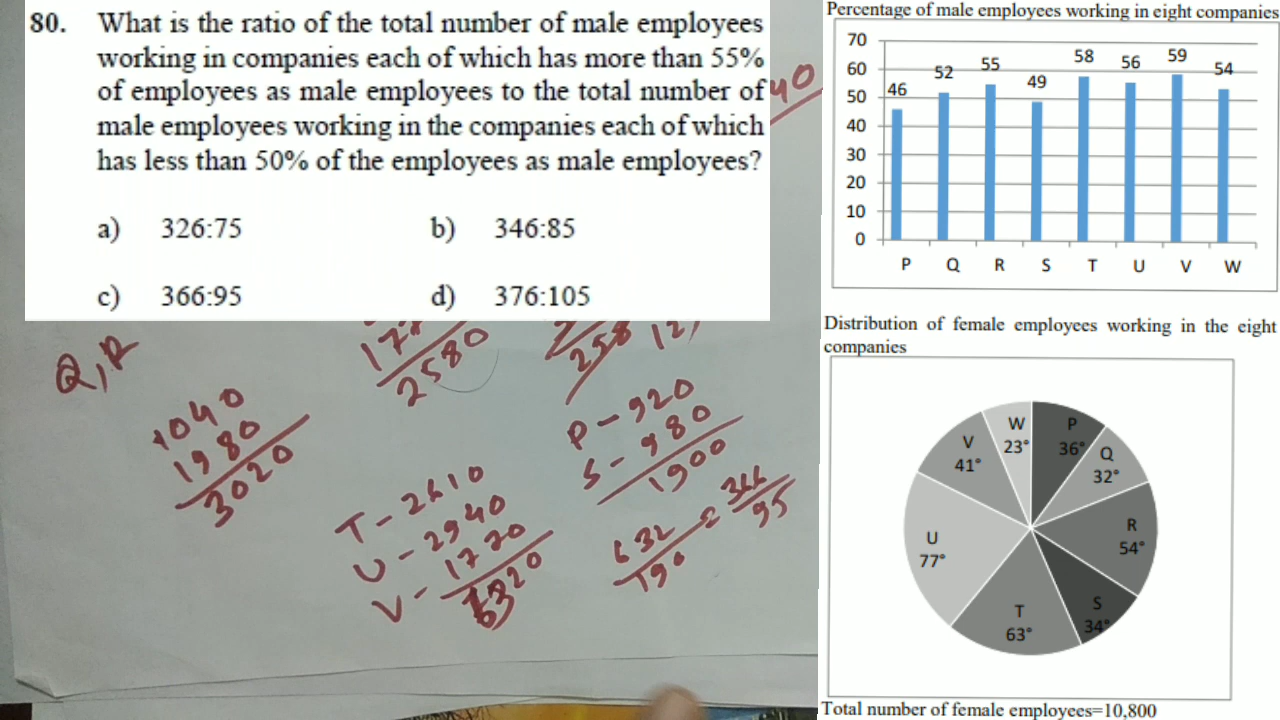 80. What is the ratio of the total number of male employees
working in companies each of which has more than 55%
of employees as male employees to the total number of
male employees working in the companies each of which
has less than 50% of the employees as male employees?
a) 326:75
b) 346:85
c) 366:95
d) 376:105
40
Q, R
1040
1980
3020
2580
258
P - 920
S - 980
1900
T - 2610
U - 2940
V - 1770
6320
632/190 = 366/95
Percentage of male employees working in eight companies
70
60
50
40
30
20
10
0
46
52
55
49
58
56
59
54
P Q R S T U V W
Distribution of female employees working in the eight
companies
P
36°
Q
32°
R
54°
S
34°
T
63°
U
77°
V
41°
W
23°
Total number of female employees=10,800